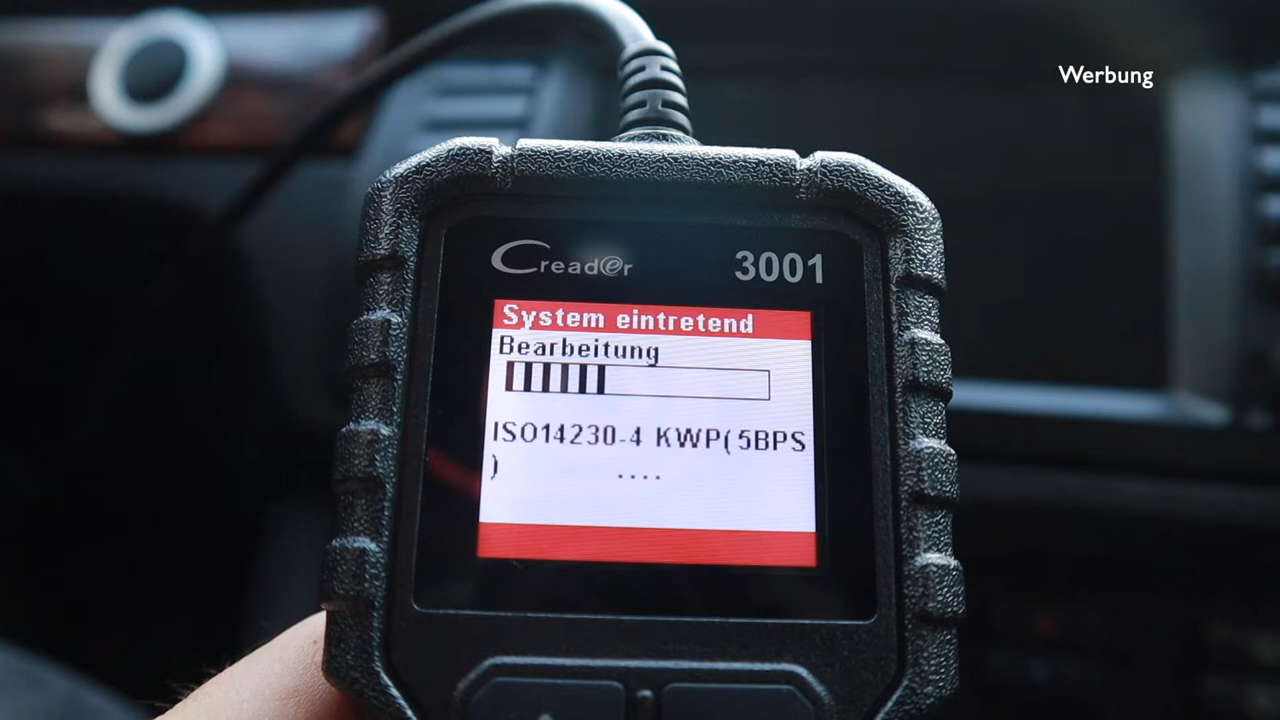 Werbung
Creader 3001
System eintretend
Bearbeitung
ISO14230-4 KWP(5BPS
) ....